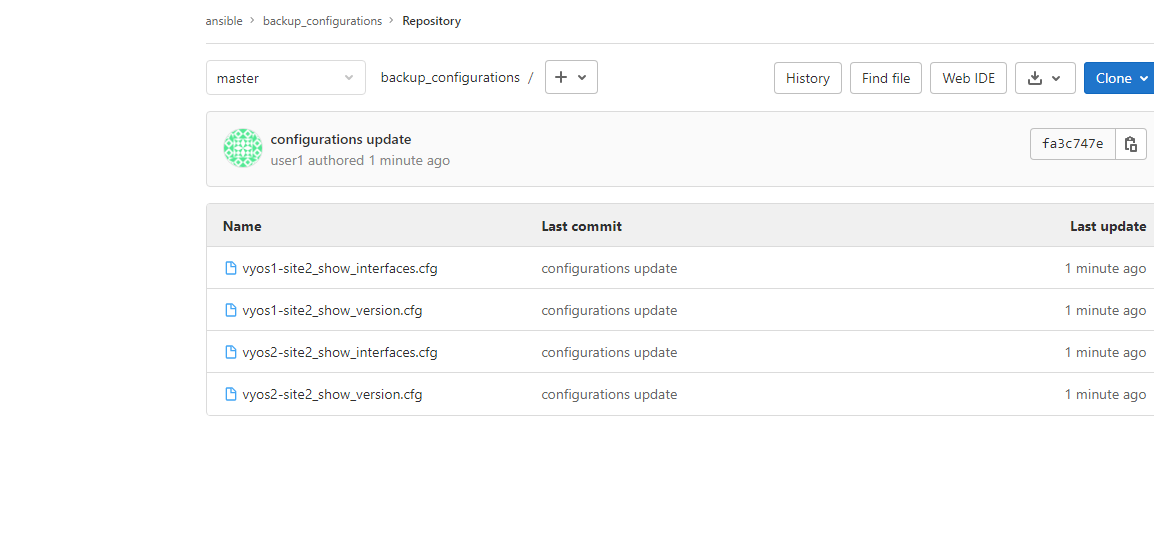 ansible > backup_configurations > Repository
master backup_configurations / + History Find file Web IDE Clone
configurations update
user1 authored 1 minute ago
fa3c747e
Name Last commit Last update
vyos1-site2_show_interfaces.cfg configurations update 1 minute ago
vyos1-site2_show_version.cfg configurations update 1 minute ago
vyos2-site2_show_interfaces.cfg configurations update 1 minute ago
vyos2-site2_show_version.cfg configurations update 1 minute ago